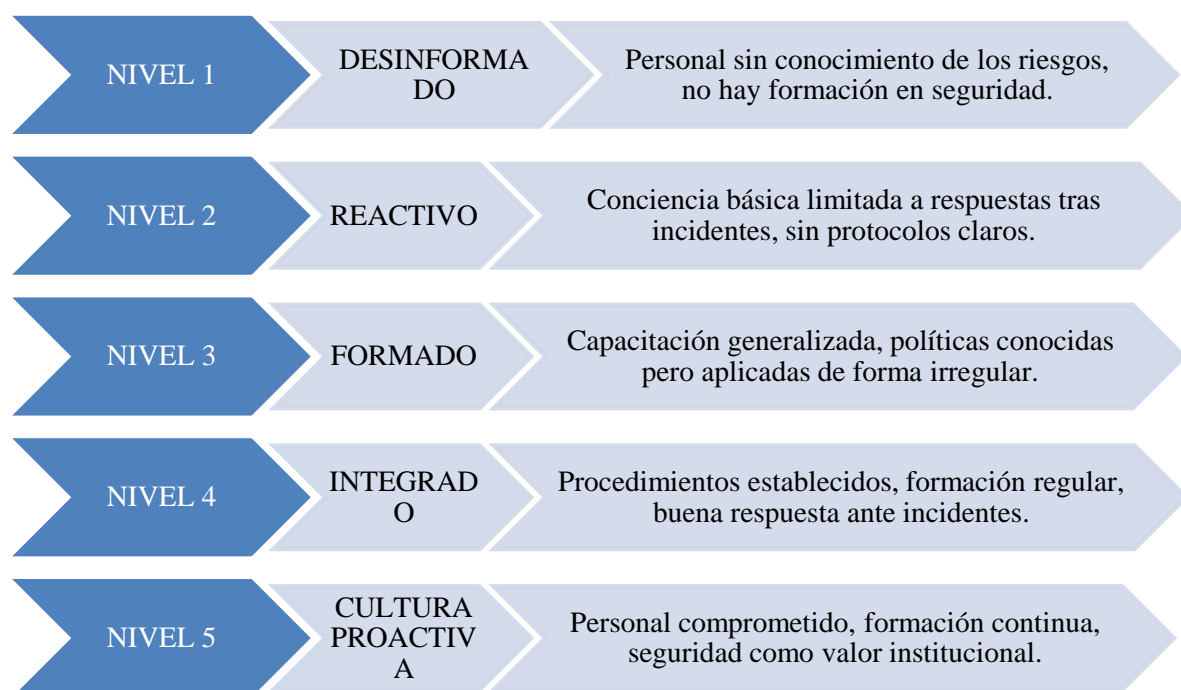 NIVEL 1
DESINFORMA
DO
Personal sin conocimiento de los riesgos,
no hay formación en seguridad.
NIVEL 2
REACTIVO
Conciencia básica limitada a respuestas tras
incidentes, sin protocolos claros.
NIVEL 3
FORMADO
Capacitación generalizada, políticas conocidas
pero aplicadas de forma irregular.
NIVEL 4
INTEGRAD
O
Procedimientos establecidos, formación regular,
buena respuesta ante incidentes.
NIVEL 5
CULTURA
PROACTIV
A
Personal comprometido, formación continua,
seguridad como valor institucional.